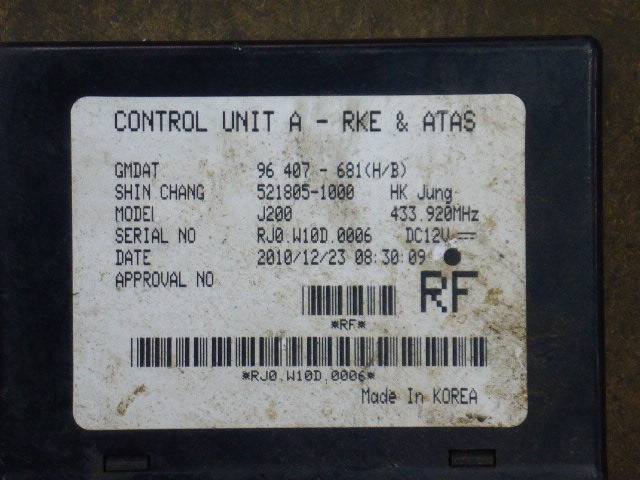 CONTROL UNIT A - RKE & ATAS
GMDAT 96 407 - 681(H/B)
SHIN CHANG 521805-1000 HK Jung
MODEL J200 433.920MHz
SERIAL NO RJ0.W10D.0006 DC12V
DATE 2010/12/23 08:30:09
APPROVAL NO
RF
*RF*
*RJ0.W10D.0006*
Made In KOREA